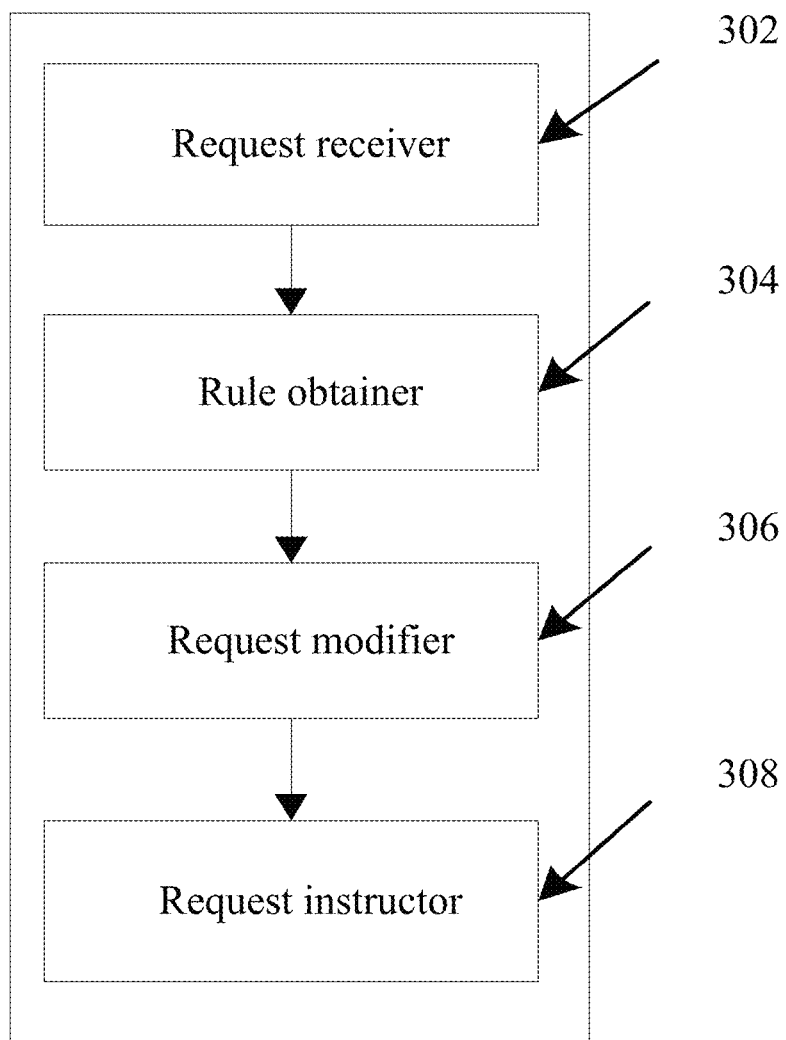 302
Request receiver
304
Rule obtainer
306
Request modifier
308
Request instructor